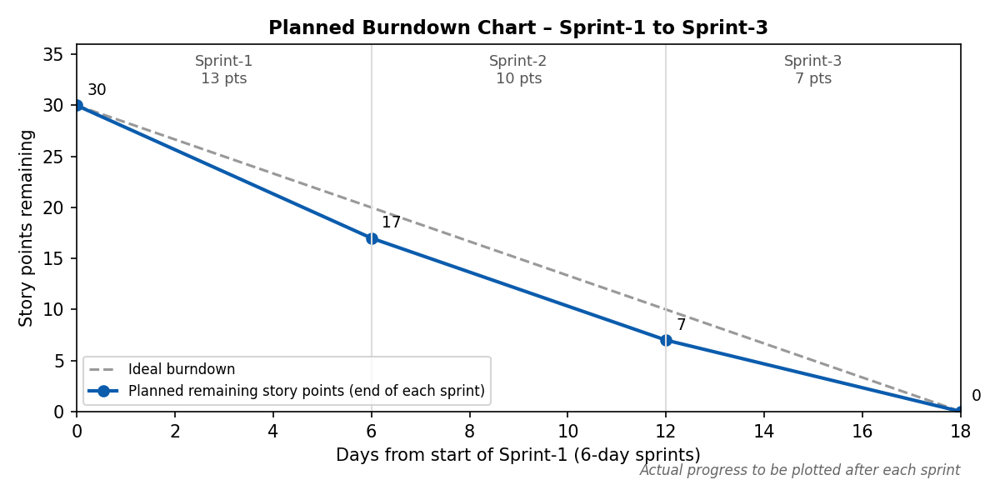 Planned Burndown Chart – Sprint-1 to Sprint-3
Sprint-1
13 pts
Sprint-2
10 pts
Sprint-3
7 pts
Story points remaining
35
30
25
20
15
10
5
0
30
17
7
0
Ideal burndown
Planned remaining story points (end of each sprint)
0 2 4 6 8 10 12 14 16 18
Days from start of Sprint-1 (6-day sprints)
Actual progress to be plotted after each sprint